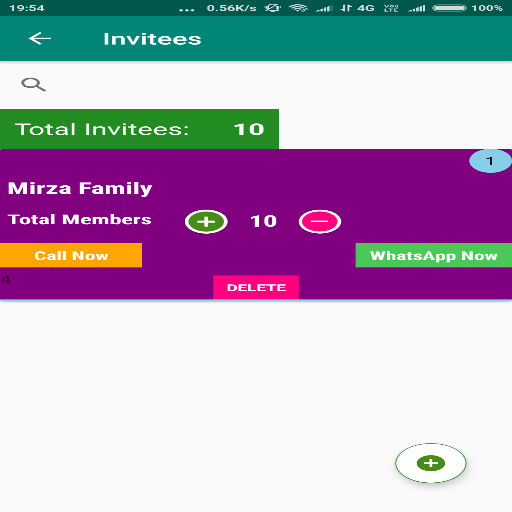 19:54 ... 0.56K/s 4G VoLTE 100%
Invitees
Total Invitees: 10
1
Mirza Family
Total Members 10
Call Now WhatsApp Now
4
DELETE